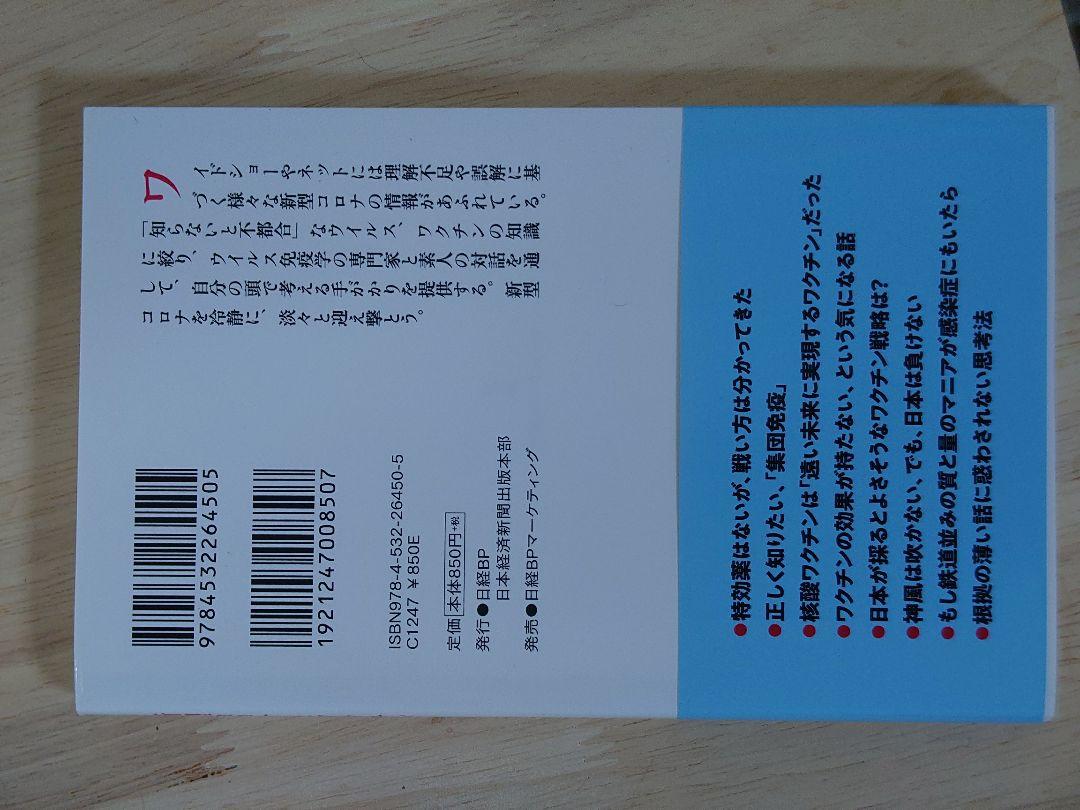 ワイドショーやネットには理解不足や誤解に基
づく様々な新型コロナの情報があふれている。
「知らないと不都合」なウイルス、ワクチンの知識
に絞り、ウイルス免疫学の専門家と素人の対話を通
して、自分の頭で考える手がかりを提供する。新型
コロナを冷静に、淡々と迎え撃とう。
9784532264505
1921247008507
ISBN978-4-532-26450-5
C1247 ¥850E
定価 本体850円+税
発行●日経BP
日本経済新聞出版本部
発売●日経BPマーケティング
●特効薬はないが、戦い方は分かってきた
●正しく知りたい、「集団免疫」
●核酸ワクチンは「遠い未来に実現するワクチン」だった
●ワクチンの効果が持たない、という気になる話
●日本が採るとよさそうなワクチン戦略は?
●神風は吹かない、でも、日本は負けない
●もし鉄道並みの質と量のマニアが感染症にもいたら
●根拠の薄い話に惑わされない思考法